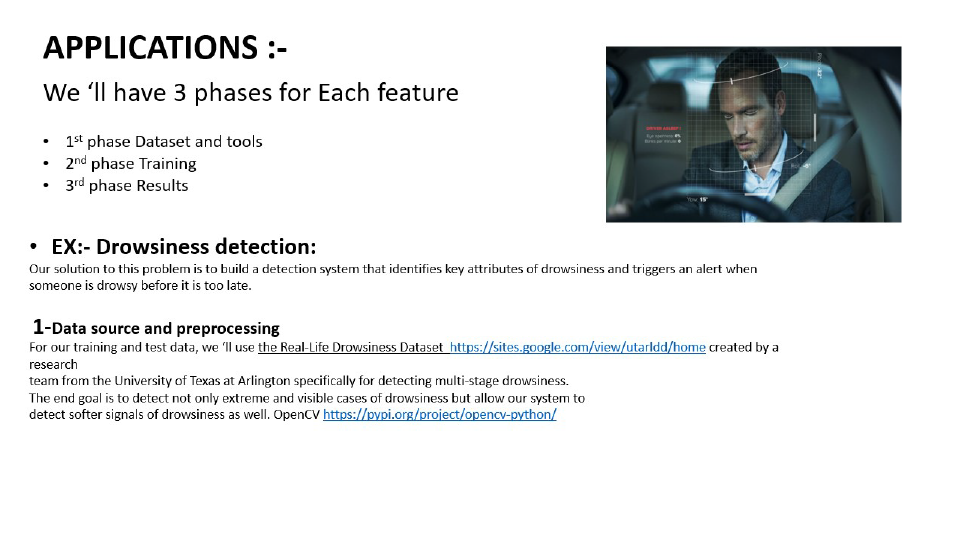 APPLICATIONS :-
We ‘ll have 3 phases for Each feature
• 1st phase Dataset and tools
• 2nd phase Training
• 3rd phase Results
• EX:- Drowsiness detection:
Our solution to this problem is to build a detection system that identifies key attributes of drowsiness and triggers an alert when
someone is drowsy before it is too late.
1-Data source and preprocessing
For our training and test data, we ‘ll use the Real-Life Drowsiness Dataset https://sites.google.com/view/utarldd/home created by a
research
team from the University of Texas at Arlington specifically for detecting multi-stage drowsiness.
The end goal is to detect not only extreme and visible cases of drowsiness but allow our system to
detect softer signals of drowsiness as well. OpenCV https://pypi.org/project/opencv-python/